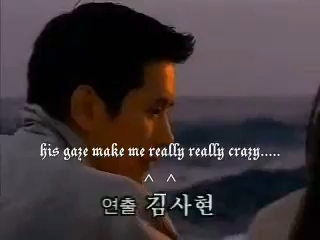 his gaze make me really really crazy.....
^ ^
연출 김사현